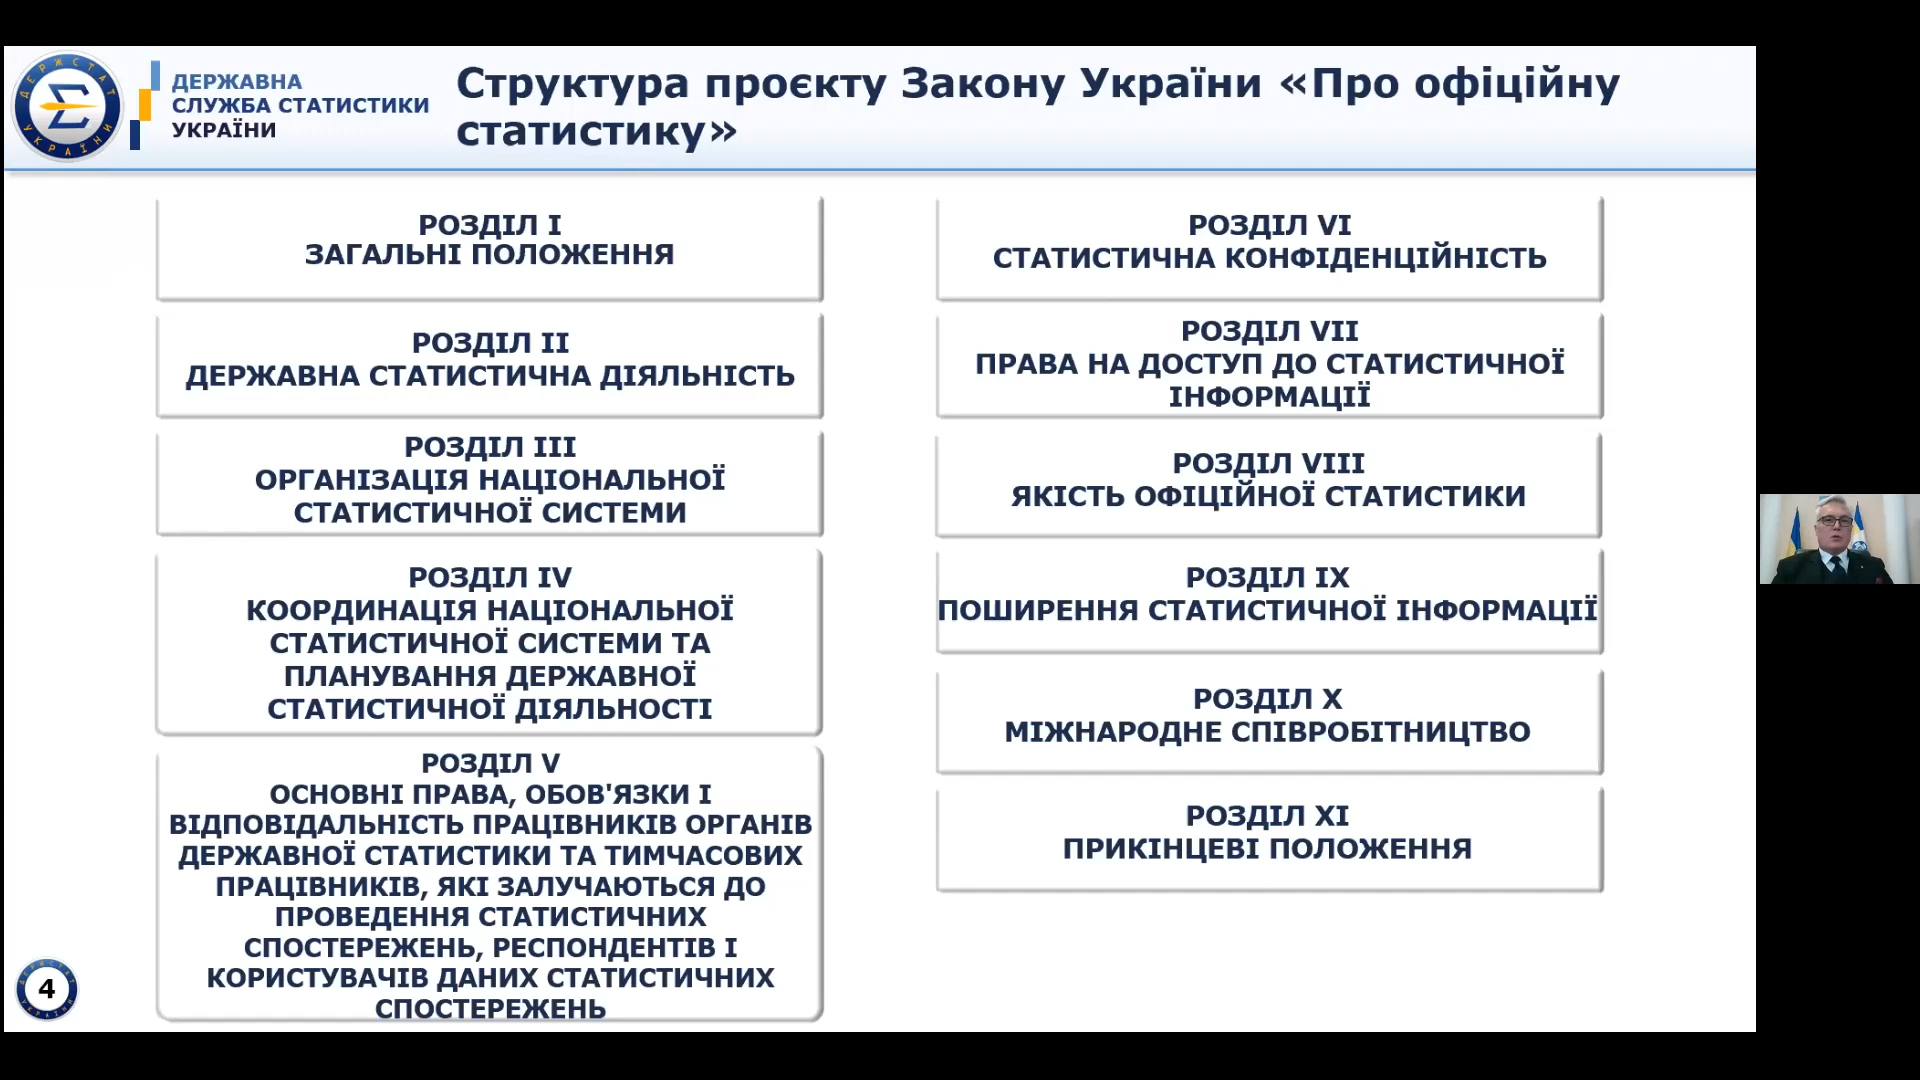 ДЕРЖСТАТ
УКРАЇНИ
ДЕРЖАВНА
СЛУЖБА СТАТИСТИКИ
УКРАЇНИ
Структура проєкту Закону України «Про офіційну
статистику»
РОЗДІЛ I
ЗАГАЛЬНІ ПОЛОЖЕННЯ
РОЗДІЛ II
ДЕРЖАВНА СТАТИСТИЧНА ДІЯЛЬНІСТЬ
РОЗДІЛ III
ОРГАНІЗАЦІЯ НАЦІОНАЛЬНОЇ
СТАТИСТИЧНОЇ СИСТЕМИ
РОЗДІЛ IV
КООРДИНАЦІЯ НАЦІОНАЛЬНОЇ
СТАТИСТИЧНОЇ СИСТЕМИ ТА
ПЛАНУВАННЯ ДЕРЖАВНОЇ
СТАТИСТИЧНОЇ ДІЯЛЬНОСТІ
РОЗДІЛ V
ОСНОВНІ ПРАВА, ОБОВ'ЯЗКИ І
ВІДПОВІДАЛЬНІСТЬ ПРАЦІВНИКІВ ОРГАНІВ
ДЕРЖАВНОЇ СТАТИСТИКИ ТА ТИМЧАСОВИХ
ПРАЦІВНИКІВ, ЯКІ ЗАЛУЧАЮТЬСЯ ДО
ПРОВЕДЕННЯ СТАТИСТИЧНИХ
СПОСТЕРЕЖЕНЬ, РЕСПОНДЕНТІВ І
КОРИСТУВАЧІВ ДАНИХ СТАТИСТИЧНИХ
СПОСТЕРЕЖЕНЬ
РОЗДІЛ VI
СТАТИСТИЧНА КОНФІДЕНЦІЙНІСТЬ
РОЗДІЛ VII
ПРАВА НА ДОСТУП ДО СТАТИСТИЧНОЇ
ІНФОРМАЦІЇ
РОЗДІЛ VIII
ЯКІСТЬ ОФІЦІЙНОЇ СТАТИСТИКИ
РОЗДІЛ IX
ПОШИРЕННЯ СТАТИСТИЧНОЇ ІНФОРМАЦІЇ
РОЗДІЛ X
МІЖНАРОДНЕ СПІВРОБІТНИЦТВО
РОЗДІЛ XI
ПРИКІНЦЕВІ ПОЛОЖЕННЯ
ДЕРЖСТАТ
4
УКРАЇНИ